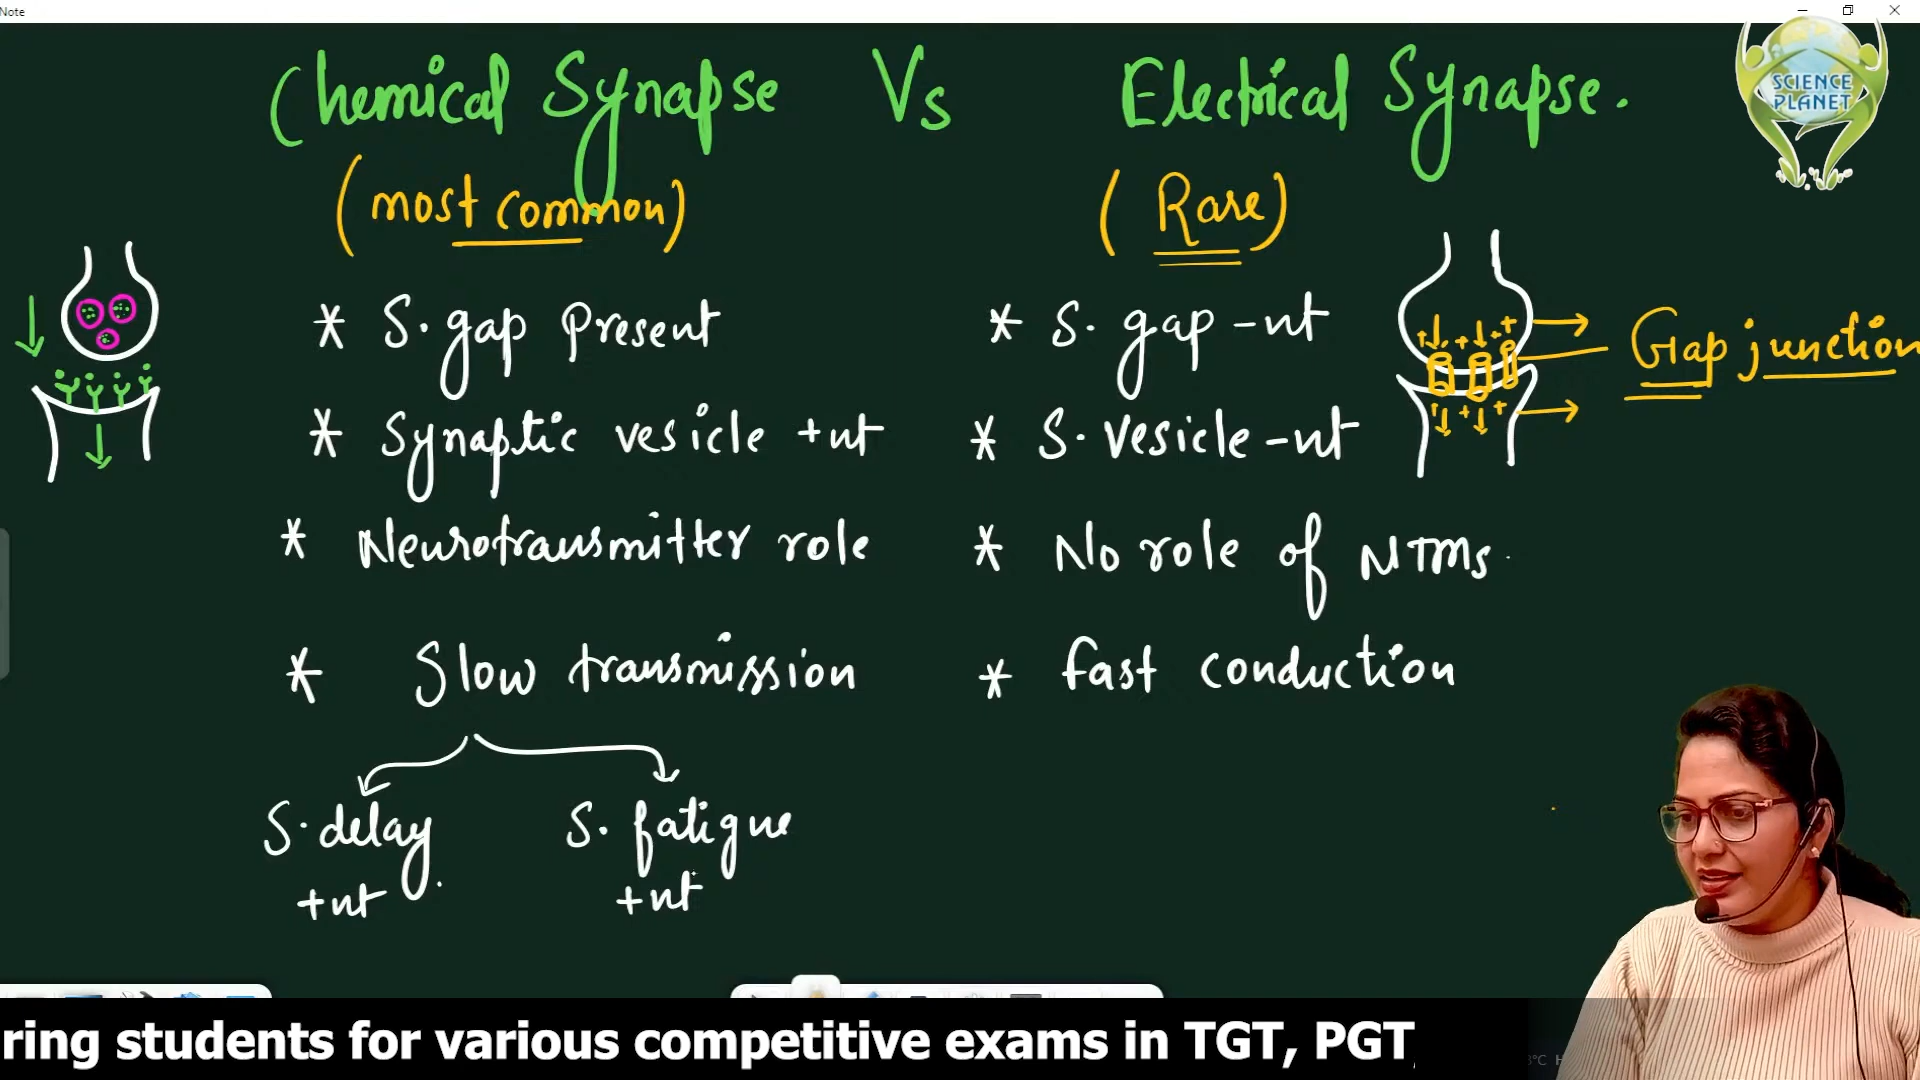 Note
Chemical Synapse Vs Electrical Synapse.
(most common)
(Rare)
SCIENCE
PLANET
* S. gap present
* S. gap -nt
Gap junction
* Synaptic vesicle +nt
* S. vesicle -nt
* Neurotransmitter role
* No role of NTMs.
* Slow transmission
* fast conduction
S. delay
+nt
S. fatigue
+nt
ring students for various competitive exams in TGT, PGT,